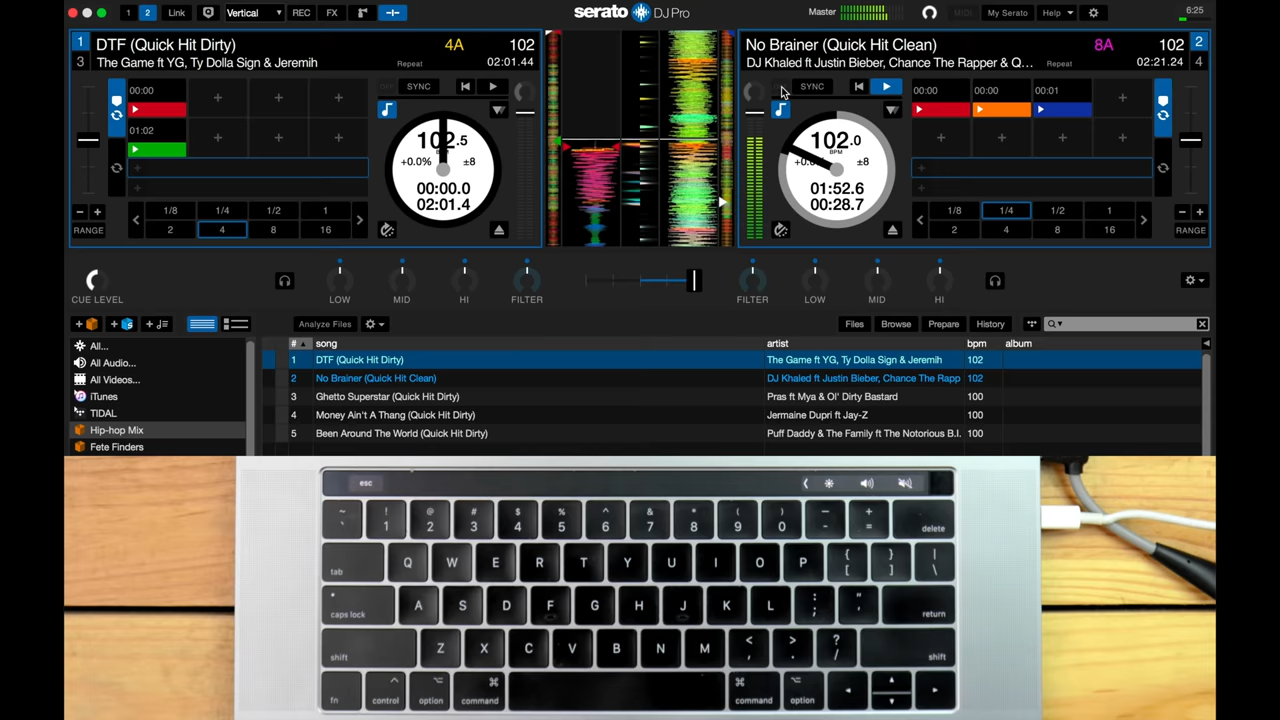 1 2 Link Vertical REC FX serato DJ Pro Master MIDI My Serato Help 6:25
1 DTF (Quick Hit Dirty) 4A 102
3 The Game ft YG, Ty Dolla Sign & Jeremih Repeat 02:01.44
No Brainer (Quick Hit Clean) 8A 102 2
DJ Khaled ft Justin Bieber, Chance The Rapper & Q... Repeat 02:21.24 4
00:00
01:02
SYNC
102.5
BPM
+0.0% ±8
00:00.0
02:01.4
1/8 1/4 1/2 1
2 4 8 16
RANGE
SYNC
102.0
BPM
+0.0 ±8
01:52.6
00:28.7
00:00 00:00 00:01
1/8 1/4 1/2 1
2 4 8 16
RANGE
CUE LEVEL LOW MID HI FILTER FILTER LOW MID HI
Analyze Files Files Browse Prepare History
# song artist bpm album
All...
All Audio...
All Videos...
iTunes
TIDAL
Hip-hop Mix
Fete Finders
1 DTF (Quick Hit Dirty) The Game ft YG, Ty Dolla Sign & Jeremih 102
2 No Brainer (Quick Hit Clean) DJ Khaled ft Justin Bieber, Chance The Rapp 102
3 Ghetto Superstar (Quick Hit Dirty) Pras ft Mya & Ol' Dirty Bastard 100
4 Money Ain't A Thang (Quick Hit Dirty) Jermaine Dupri ft Jay-Z 100
5 Been Around The World (Quick Hit Dirty) Puff Daddy & The Family ft The Notorious B.I. 100
esc
~ ! @ # $ % ^ & * ( ) – +
` 1 2 3 4 5 6 7 8 9 0 - = delete
tab Q W E R T Y U I O P { [ } ] | \
caps lock A S D F G H J K L : ; " ' return
shift Z X C V B N M < , > . ? / shift
fn control option command command option